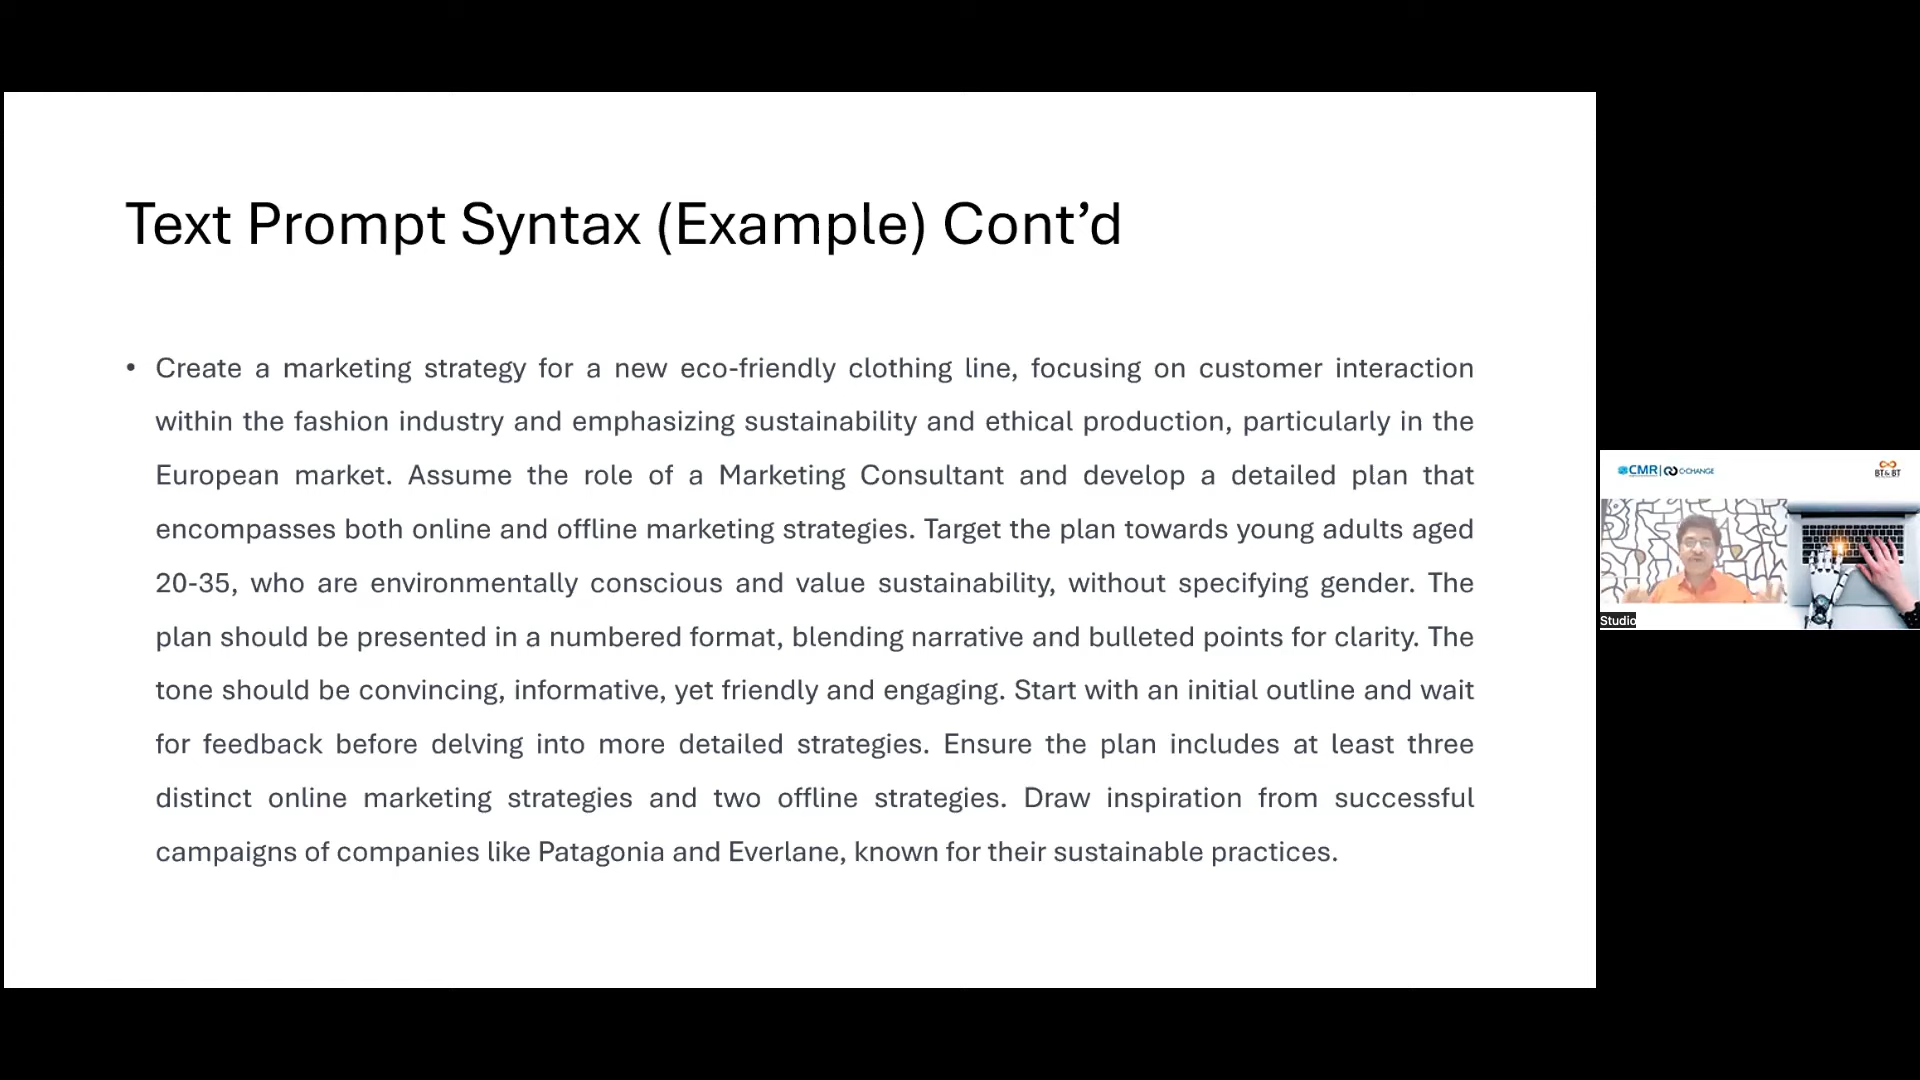 Text Prompt Syntax (Example) Cont’d
• Create a marketing strategy for a new eco-friendly clothing line, focusing on customer interaction
within the fashion industry and emphasizing sustainability and ethical production, particularly in the
European market. Assume the role of a Marketing Consultant and develop a detailed plan that
encompasses both online and offline marketing strategies. Target the plan towards young adults aged
20-35, who are environmentally conscious and value sustainability, without specifying gender. The
plan should be presented in a numbered format, blending narrative and bulleted points for clarity. The
tone should be convincing, informative, yet friendly and engaging. Start with an initial outline and wait
for feedback before delving into more detailed strategies. Ensure the plan includes at least three
distinct online marketing strategies and two offline strategies. Draw inspiration from successful
campaigns of companies like Patagonia and Everlane, known for their sustainable practices.
CMR | C-CHANGE
BT& BT
Studio